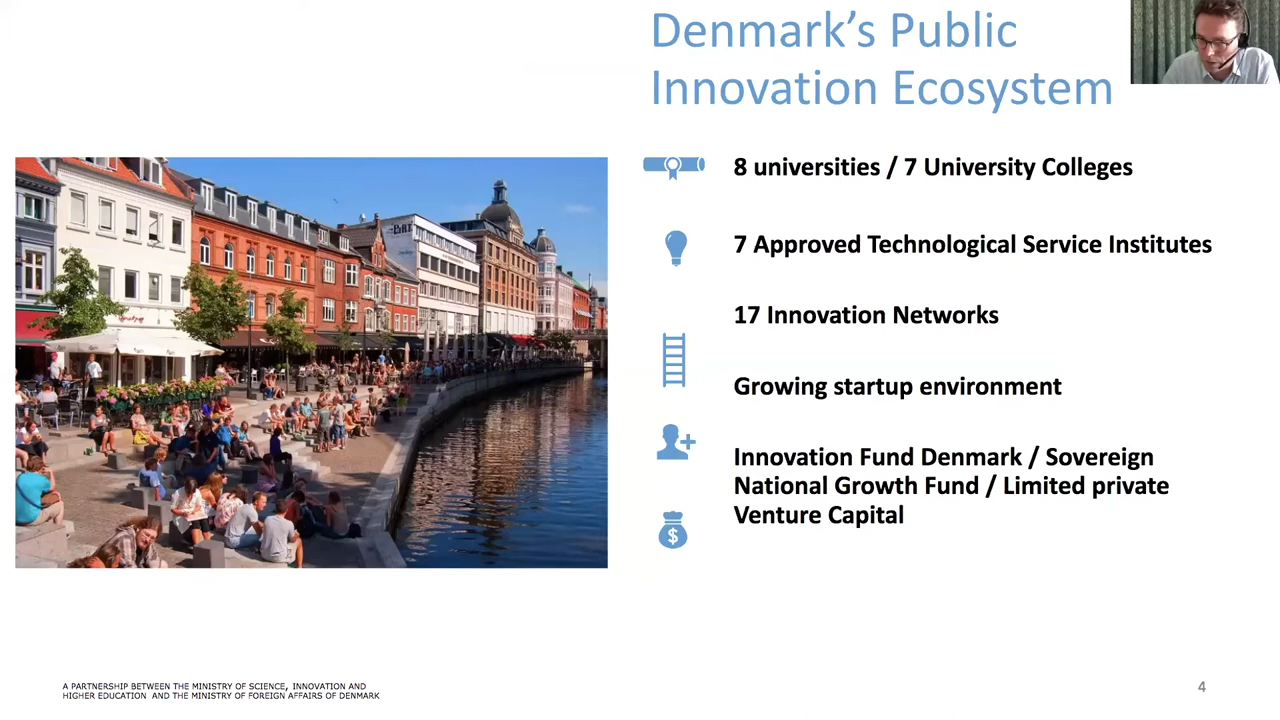 Denmark’s Public
Innovation Ecosystem
8 universities / 7 University Colleges
7 Approved Technological Service Institutes
17 Innovation Networks
Growing startup environment
Innovation Fund Denmark / Sovereign
National Growth Fund / Limited private
Venture Capital
$
A PARTNERSHIP BETWEEN THE MINISTRY OF SCIENCE, INNOVATION AND
HIGHER EDUCATION AND THE MINISTRY OF FOREIGN AFFAIRS OF DENMARK
4